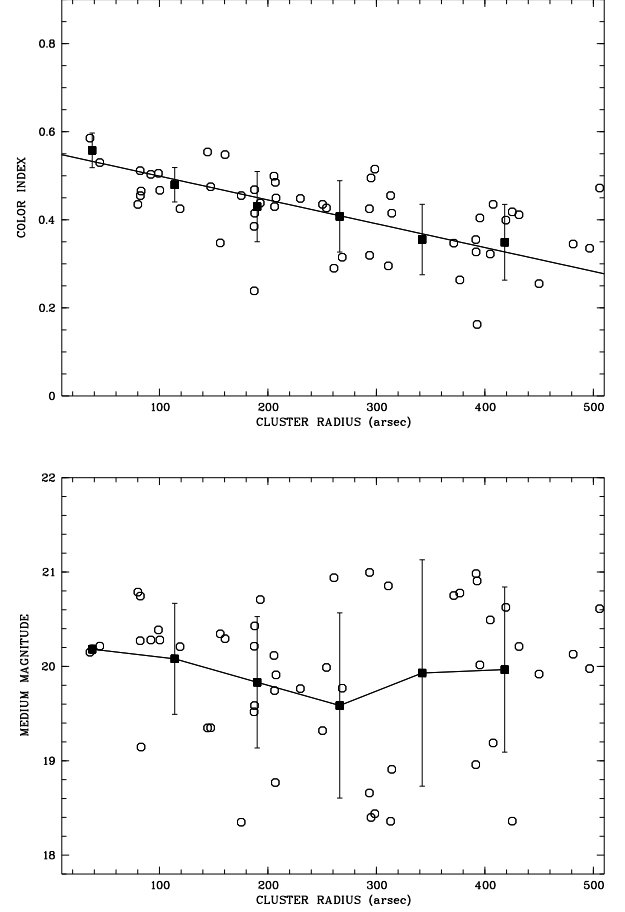 0.8
0.6
0.4
0.2
0
COLOR INDEX
100 200 300 400 500
CLUSTER RADIUS (arsec)
22
21
20
19
18
MEDIUM MAGNITUDE
100 200 300 400 500
CLUSTER RADIUS (arsec)